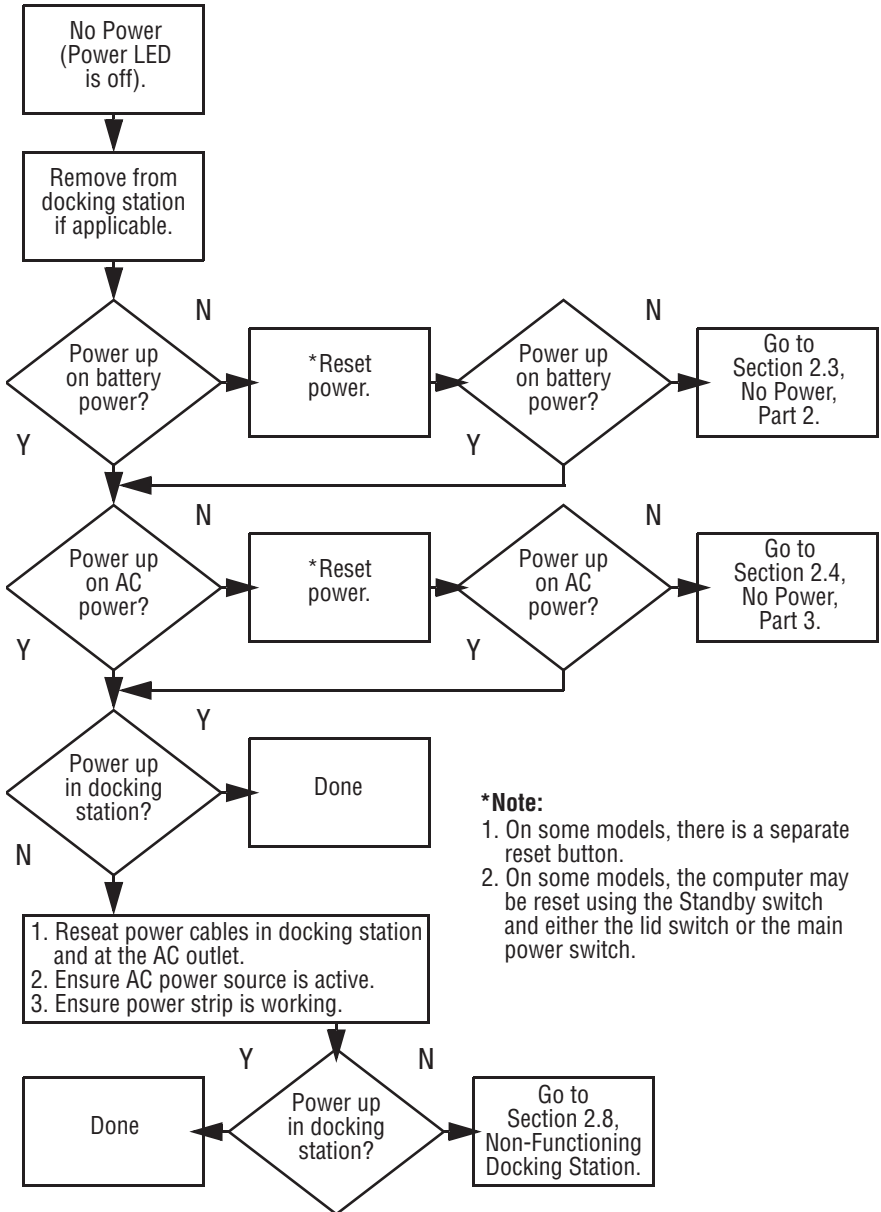 No Power
(Power LED
is off).
Remove from
docking station
if applicable.
N
N
Power up
on battery
power?
*Reset
power.
Power up
on battery
power?
Go to
Section 2.3,
No Power,
Part 2.
Y
Y
N
N
Power up
on AC
power?
*Reset
power.
Power up
on AC
power?
Go to
Section 2.4,
No Power,
Part 3.
Y
Y
Y
Power up
in docking
station?
Done
N
*Note:
1. On some models, there is a separate
reset button.
2. On some models, the computer may
be reset using the Standby switch
and either the lid switch or the main
power switch.
1. Reseat power cables in docking station
and at the AC outlet.
2. Ensure AC power source is active.
3. Ensure power strip is working.
Y
N
Done
Power up
in docking
station?
Go to
Section 2.8,
Non-Functioning
Docking Station.